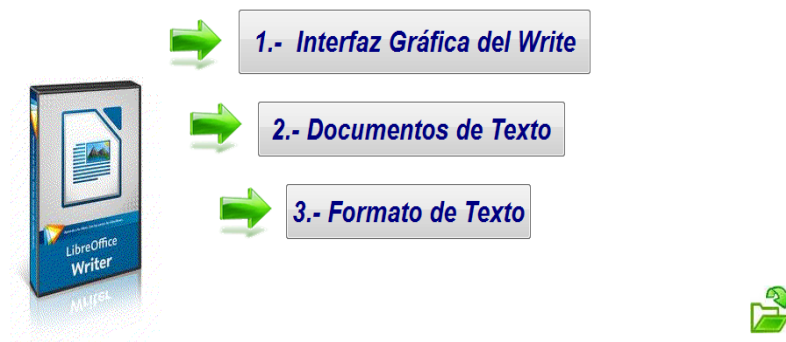 1.- Interfaz Gráfica del Write
2.- Documentos de Texto
3.- Formato de Texto
LibreOffice
Writer